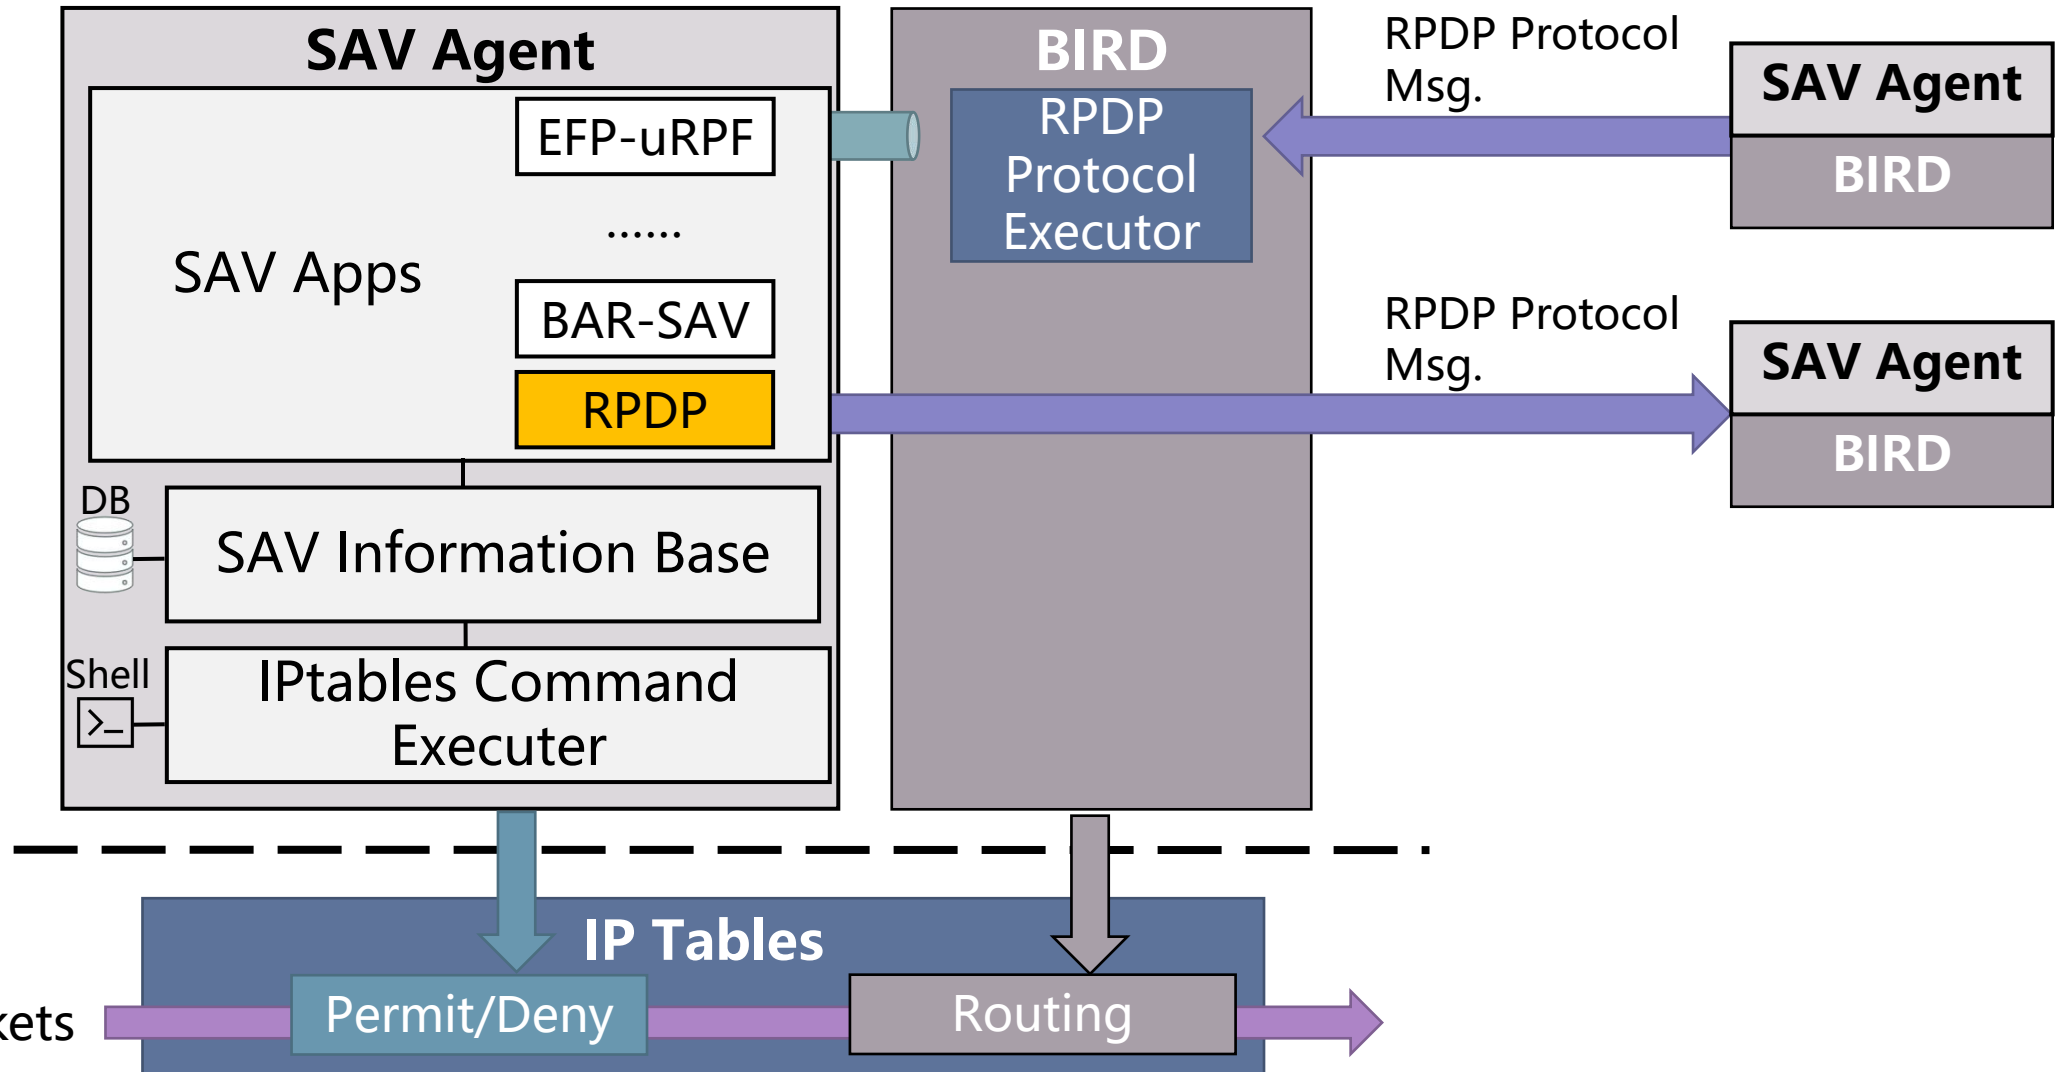 SAV Agent
EFP-uRPF
......
SAV Apps
BAR-SAV
RPDP
DB
SAV Information Base
Shell
>_
IPtables Command
Executer
BIRD
RPDP
Protocol
Executor
RPDP Protocol
Msg.
SAV Agent
BIRD
RPDP Protocol
Msg.
SAV Agent
BIRD
IP Tables
kets
Permit/Deny
Routing